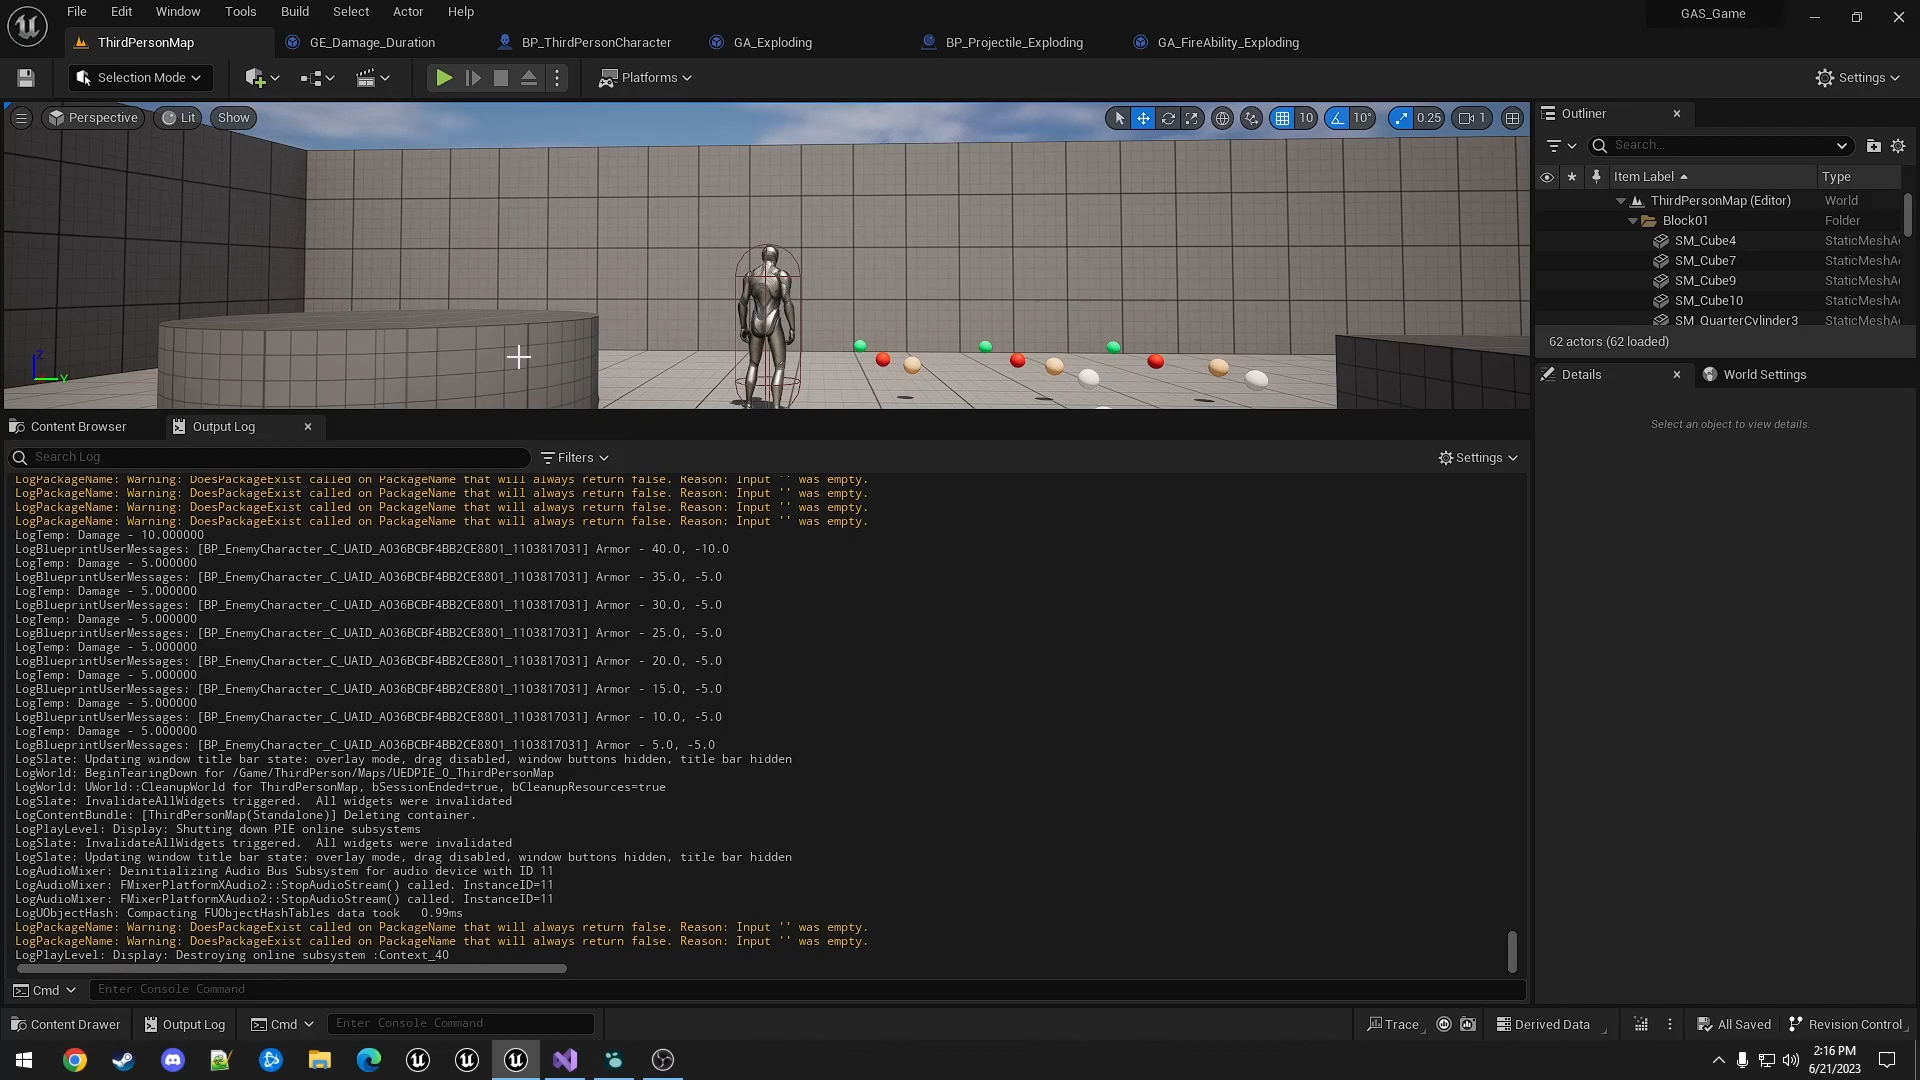 File Edit Window Tools Build Select Actor Help
GAS_Game
ThirdPersonMap
GE_Damage_Duration
BP_ThirdPersonCharacter
GA_Exploding
BP_Projectile_Exploding
GA_FireAbility_Exploding
Selection Mode
Platforms
Settings
Perspective
Lit
Show
10
10°
0.25
1
Z
Y
Outliner
Search...
Item Label
Type
ThirdPersonMap (Editor) World
Block01 Folder
SM_Cube4 StaticMeshA
SM_Cube7 StaticMeshA
SM_Cube9 StaticMeshA
SM_Cube10 StaticMeshA
SM_QuarterCylinder3 StaticMeshA
62 actors (62 loaded)
Details
World Settings
Select an object to view details.
Content Browser
Output Log
Search Log
Filters
Settings
LogPackageName: Warning: DoesPackageExist called on PackageName that will always return false. Reason: Input '' was empty.
LogPackageName: Warning: DoesPackageExist called on PackageName that will always return false. Reason: Input '' was empty.
LogPackageName: Warning: DoesPackageExist called on PackageName that will always return false. Reason: Input '' was empty.
LogPackageName: Warning: DoesPackageExist called on PackageName that will always return false. Reason: Input '' was empty.
LogTemp: Damage - 10.000000
LogBlueprintUserMessages: [BP_EnemyCharacter_C_UAID_A036BCBF4BB2CE8801_1103817031] Armor - 40.0, -10.0
LogTemp: Damage - 5.000000
LogBlueprintUserMessages: [BP_EnemyCharacter_C_UAID_A036BCBF4BB2CE8801_1103817031] Armor - 35.0, -5.0
LogTemp: Damage - 5.000000
LogBlueprintUserMessages: [BP_EnemyCharacter_C_UAID_A036BCBF4BB2CE8801_1103817031] Armor - 30.0, -5.0
LogTemp: Damage - 5.000000
LogBlueprintUserMessages: [BP_EnemyCharacter_C_UAID_A036BCBF4BB2CE8801_1103817031] Armor - 25.0, -5.0
LogTemp: Damage - 5.000000
LogBlueprintUserMessages: [BP_EnemyCharacter_C_UAID_A036BCBF4BB2CE8801_1103817031] Armor - 20.0, -5.0
LogTemp: Damage - 5.000000
LogBlueprintUserMessages: [BP_EnemyCharacter_C_UAID_A036BCBF4BB2CE8801_1103817031] Armor - 15.0, -5.0
LogTemp: Damage - 5.000000
LogBlueprintUserMessages: [BP_EnemyCharacter_C_UAID_A036BCBF4BB2CE8801_1103817031] Armor - 10.0, -5.0
LogTemp: Damage - 5.000000
LogBlueprintUserMessages: [BP_EnemyCharacter_C_UAID_A036BCBF4BB2CE8801_1103817031] Armor - 5.0, -5.0
LogSlate: Updating window title bar state: overlay mode, drag disabled, window buttons hidden, title bar hidden
LogWorld: BeginTearingDown for /Game/ThirdPerson/Maps/UEDPIE_0_ThirdPersonMap
LogWorld: UWorld::CleanupWorld for ThirdPersonMap, bSessionEnded=true, bCleanupResources=true
LogSlate: InvalidateAllWidgets triggered.  All widgets were invalidated
LogContentBundle: [ThirdPersonMap(Standalone)] Deleting container.
LogPlayLevel: Display: Shutting down PIE online subsystems
LogSlate: InvalidateAllWidgets triggered.  All widgets were invalidated
LogSlate: Updating window title bar state: overlay mode, drag disabled, window buttons hidden, title bar hidden
LogAudioMixer: Deinitializing Audio Bus Subsystem for audio device with ID 11
LogAudioMixer: FMixerPlatformXAudio2::StopAudioStream() called. InstanceID=11
LogAudioMixer: FMixerPlatformXAudio2::StopAudioStream() called. InstanceID=11
LogUObjectHash: Compacting FUObjectHashTables data took   0.99ms
LogPackageName: Warning: DoesPackageExist called on PackageName that will always return false. Reason: Input '' was empty.
LogPackageName: Warning: DoesPackageExist called on PackageName that will always return false. Reason: Input '' was empty.
LogPlayLevel: Display: Destroying online subsystem :Context_40
Cmd
Enter Console Command
Content Drawer
Output Log
Cmd
Enter Console Command
Trace
Derived Data
All Saved
Revision Control
2:16 PM
6/21/2023